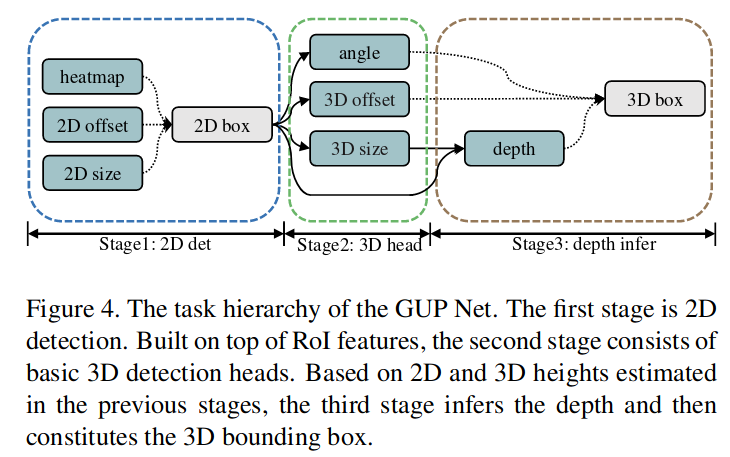 heatmap
2D offset
2D size
2D box
angle
3D offset
3D size
depth
3D box
Stage1: 2D det
Stage2: 3D head
Stage3: depth infer
Figure 4. The task hierarchy of the GUP Net. The first stage is 2D
detection. Built on top of RoI features, the second stage consists of
basic 3D detection heads. Based on 2D and 3D heights estimated
in the previous stages, the third stage infers the depth and then
constitutes the 3D bounding box.